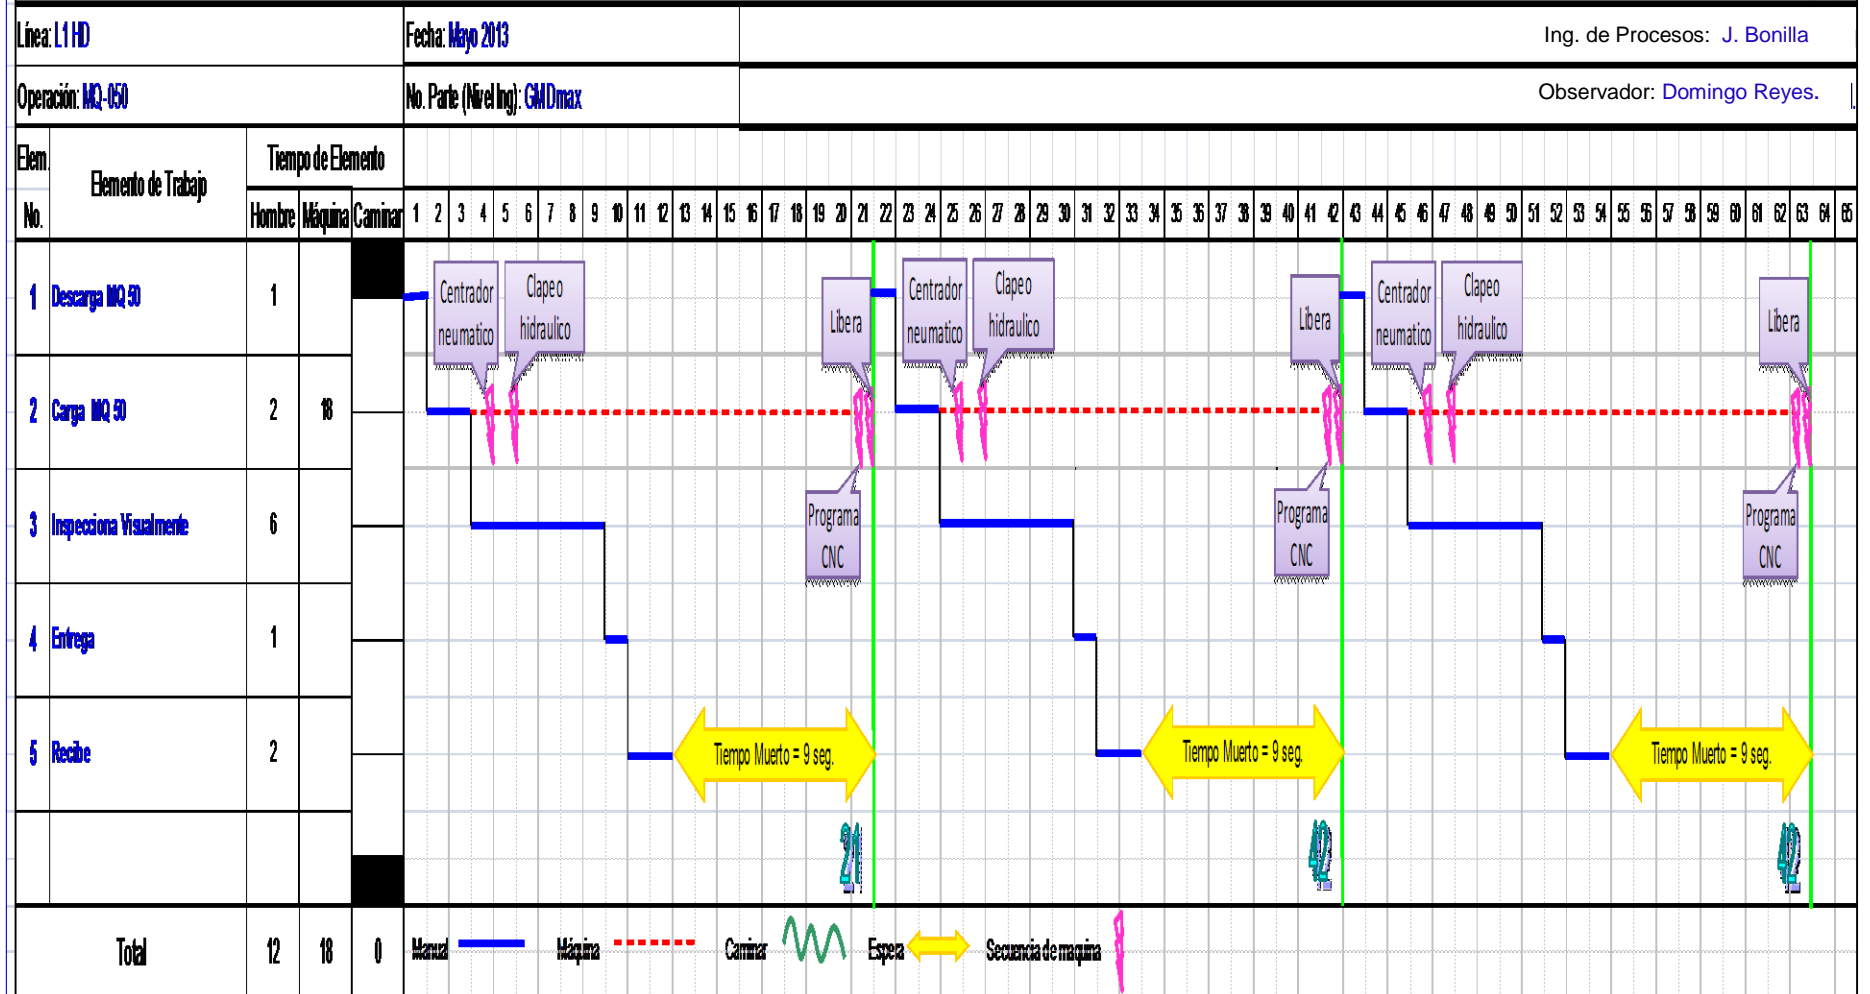 Línea: L1 HD Fecha: Mayo 2013 Ing. de Procesos: J. Bonilla
Operación: MQ-050 No. Parte (Nivel Ing): GMDmax Observador: Domingo Reyes.
Elem. Elemento de Trabajo Tiempo de Elemento
No. Hombre Máquina Caminar 1 2 3 4 5 6 7 8 9 10 11 12 13 14 15 16 17 18 19 20 21 22 23 24 25 26 27 28 29 30 31 32 33 34 35 36 37 38 39 40 41 42 43 44 45 46 47 48 49 50 51 52 53 54 55 56 57 58 59 60 61 62 63 64 65
1 Descarga MQ 50 1
Centrador
neumatico
Clapeo
hidraulico
Libera
Centrador
neumatico
Clapeo
hidraulico
Libera
Centrador
neumatico
Clapeo
hidraulico
Libera
2 Carga MQ 50 2 18
3 Inspecciona Visualmente 6
Programa
CNC
Programa
CNC
Programa
CNC
4 Entrega 1
5 Recibe 2
Tiempo Muerto = 9 seg. Tiempo Muerto = 9 seg. Tiempo Muerto = 9 seg.
21 42 42
Total 12 18 0 Manual Máquina Caminar Espera Secuencia de maquina